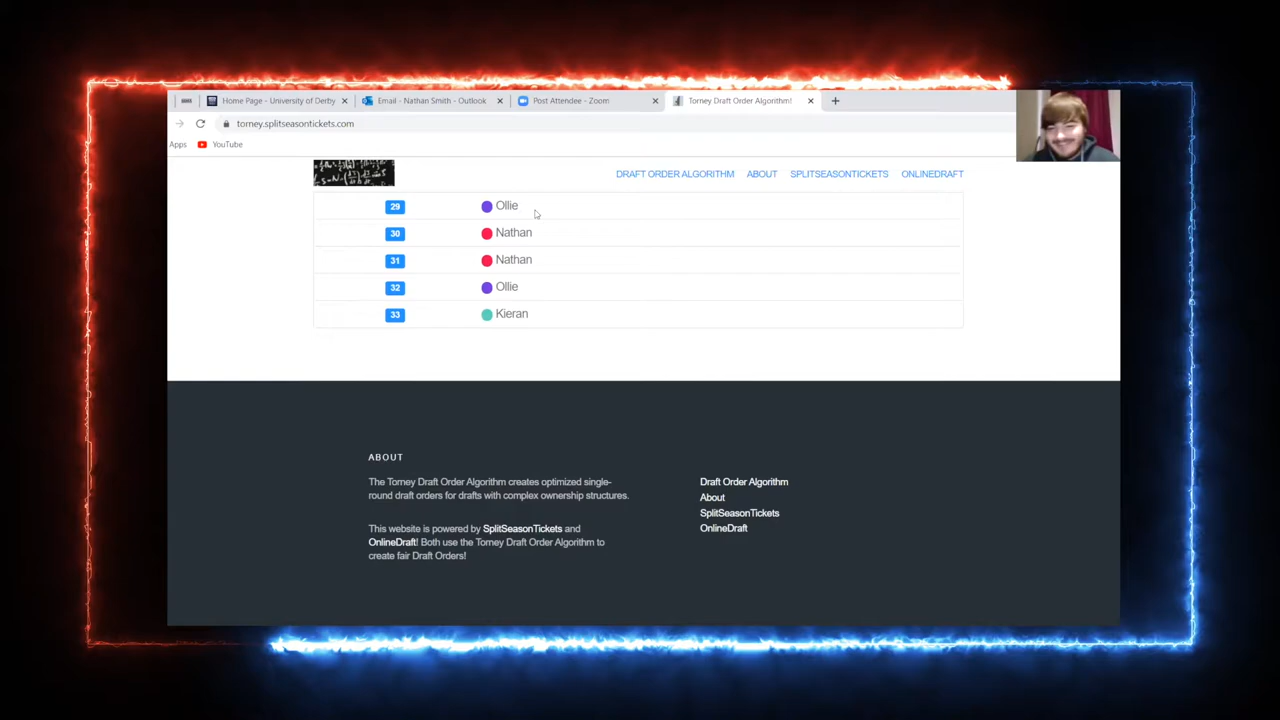 Home Page - University of Derby
Email - Nathan Smith - Outlook
Post Attendee - Zoom
Torney Draft Order Algorithm!
torney.splitseasontickets.com
Apps
YouTube
DRAFT ORDER ALGORITHM
ABOUT
SPLITSEASONTICKETS
ONLINEDRAFT
29 Ollie
30 Nathan
31 Nathan
32 Ollie
33 Kieran
ABOUT
The Torney Draft Order Algorithm creates optimized single-
round draft orders for drafts with complex ownership structures.
This website is powered by SplitSeasonTickets and
OnlineDraft! Both use the Torney Draft Order Algorithm to
create fair Draft Orders!
Draft Order Algorithm
About
SplitSeasonTickets
OnlineDraft